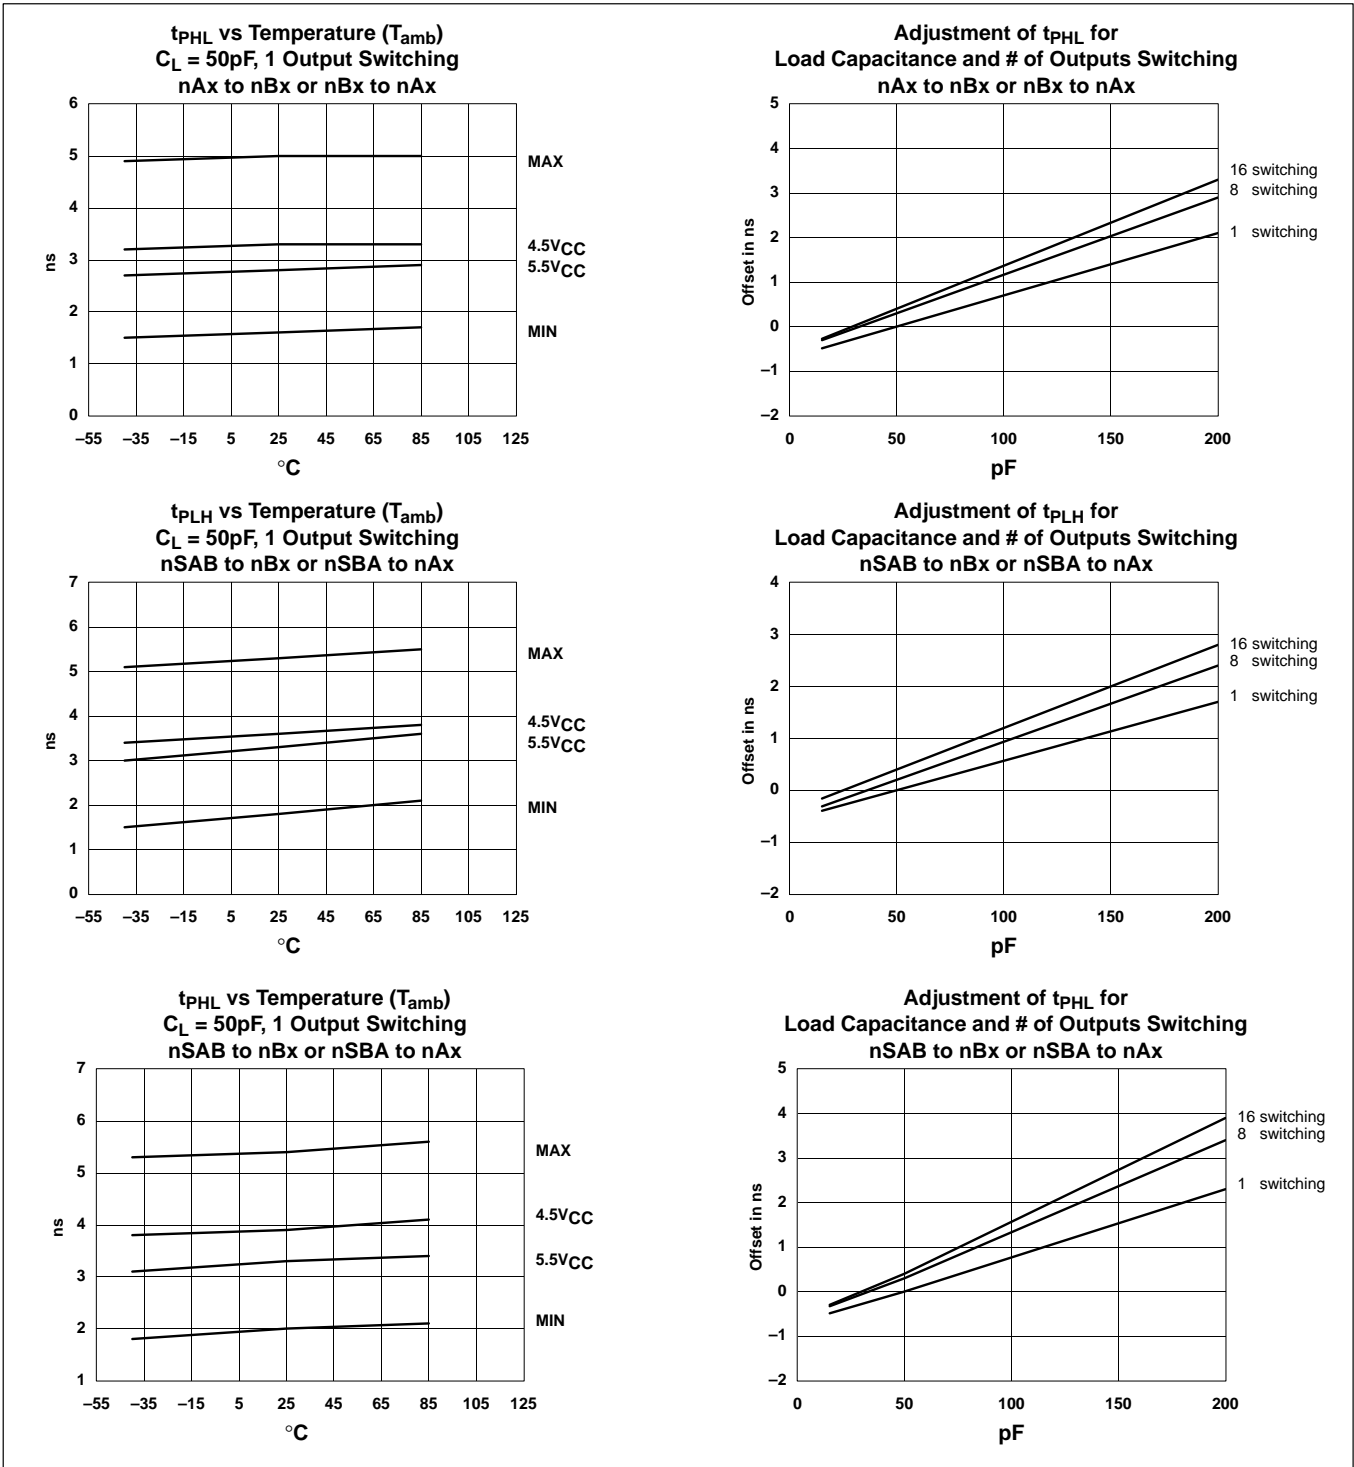 tPHL vs Temperature (Tamb)
CL = 50pF, 1 Output Switching
nAx to nBx or nBx to nAx
6
5
4
3
2
1
0
ns
MAX
4.5VCC
5.5VCC
MIN
–55 –35 –15 5 25 45 65 85 105 125
°C
Adjustment of tPHL for
Load Capacitance and # of Outputs Switching
nAx to nBx or nBx to nAx
5
4
3
2
1
0
–1
–2
Offset in ns
16 switching
8 switching
1 switching
0 50 100 150 200
pF
tPLH vs Temperature (Tamb)
CL = 50pF, 1 Output Switching
nSAB to nBx or nSBA to nAx
7
6
5
4
3
2
1
0
ns
MAX
4.5VCC
5.5VCC
MIN
–55 –35 –15 5 25 45 65 85 105 125
°C
Adjustment of tPLH for
Load Capacitance and # of Outputs Switching
nSAB to nBx or nSBA to nAx
4
3
2
1
0
–1
–2
Offset in ns
16 switching
8 switching
1 switching
0 50 100 150 200
pF
tPHL vs Temperature (Tamb)
CL = 50pF, 1 Output Switching
nSAB to nBx or nSBA to nAx
7
6
5
4
3
2
1
ns
MAX
4.5VCC
5.5VCC
MIN
–55 –35 –15 5 25 45 65 85 105 125
°C
Adjustment of tPHL for
Load Capacitance and # of Outputs Switching
nSAB to nBx or nSBA to nAx
5
4
3
2
1
0
–1
–2
Offset in ns
16 switching
8 switching
1 switching
0 50 100 150 200
pF